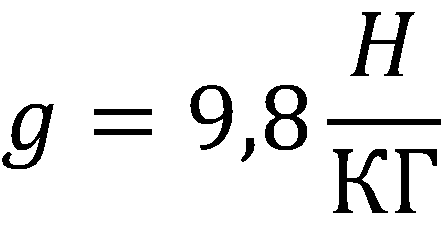 g = 9,8 Н/КГ